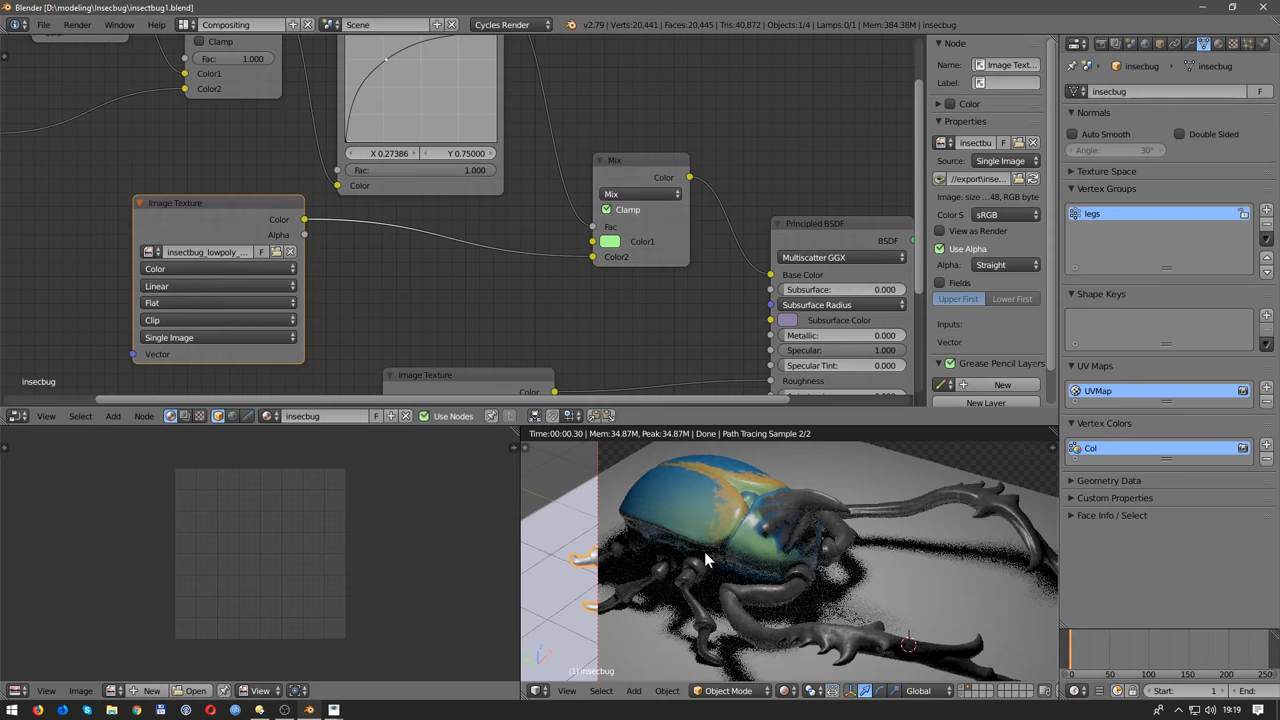 Blender [D:\modeling\Insecbug\insectbug1.blend]
File Render Window Help Compositing Scene Cycles Render v2.79 | Verts:20,441 | Faces:20,445 | Tris:40,872 | Objects:1/4 | Lamps:0/1 | Mem:384.38M | insecbug
Clamp
Fac: 1.000
Color1
Color2
X 0.27386 Y 0.75000
Fac: 1.000
Color
Image Texture
Color
Alpha
insectbug_lowpoly_... F
Color
Linear
Flat
Clip
Single Image
Vector
Mix
Color
Mix
Clamp
Fac
Color1
Color2
Principled BSDF
BSDF
Multiscatter GGX
Base Color
Subsurface: 0.000
Subsurface Radius
Subsurface Color
Metallic: 0.000
Specular: 1.000
Specular Tint: 0.000
Roughness
Image Texture
Color
insecbug
View Select Add Node insecbug F Use Nodes
Node
Name: Image Text...
Label:
Color
Properties
insectbu
Source: Single Image
//export\inse...
Image: size ...48, RGB byte
Color S sRGB
View as Render
Use Alpha
Alpha: Straight
Fields
Upper First Lower First
Inputs:
Vector
Grease Pencil Layers
New
New Layer
insecbug insecbug
insecbug F
Normals
Auto Smooth Double Sided
Angle: 30°
Texture Space
Vertex Groups
legs
Shape Keys
UV Maps
UVMap
Vertex Colors
Col
Geometry Data
Custom Properties
Face Info / Select
Time:00:00.30 | Mem:34.87M, Peak:34.87M | Done | Path Tracing Sample 2/2
(1) insecbug
View Image New Open View
View Select Add Object Object Mode Global
0 50 100 150 200 250
Start: 1 End:
19:19